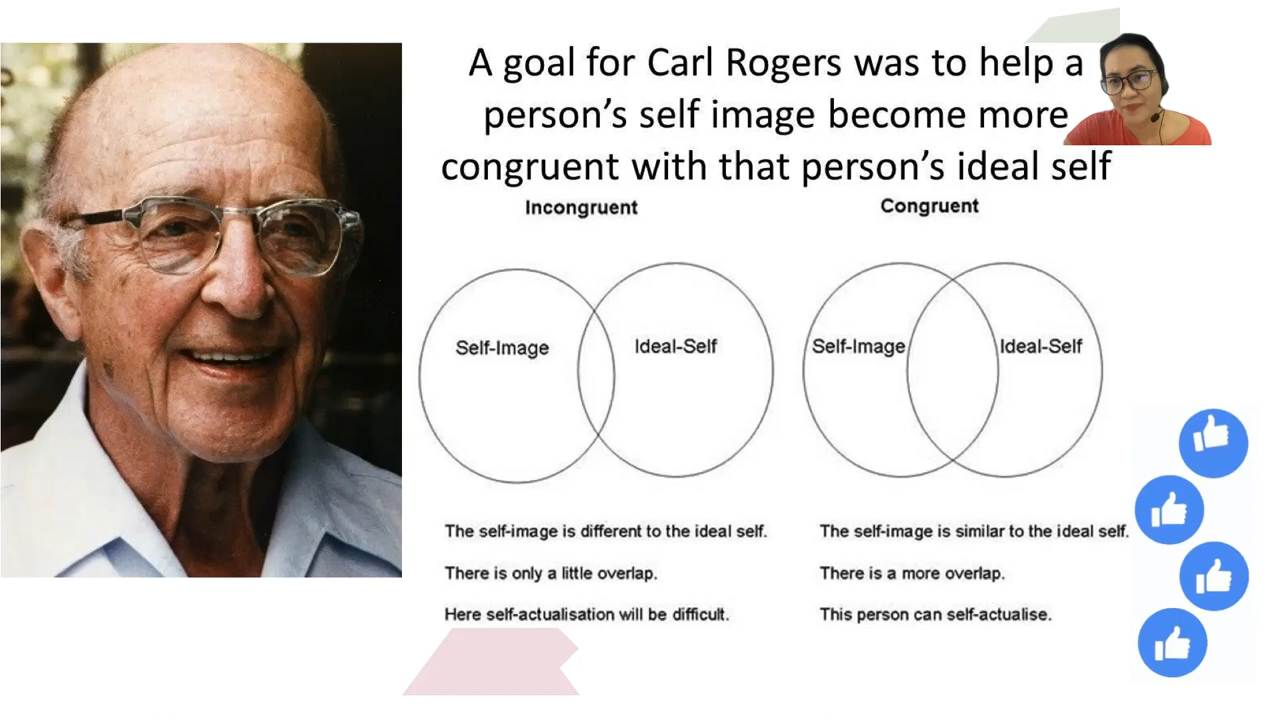 A goal for Carl Rogers was to help a
person’s self image become more
congruent with that person’s ideal self
Incongruent
Self-Image
Ideal-Self
The self-image is different to the ideal self.
There is only a little overlap.
Here self-actualisation will be difficult.
Congruent
Self-Image
Ideal-Self
The self-image is similar to the ideal self.
There is a more overlap.
This person can self-actualise.